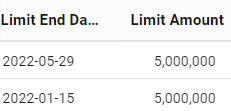 Limit End Da... Limit Amount
2022-05-29 5,000,000
2022-01-15 5,000,000